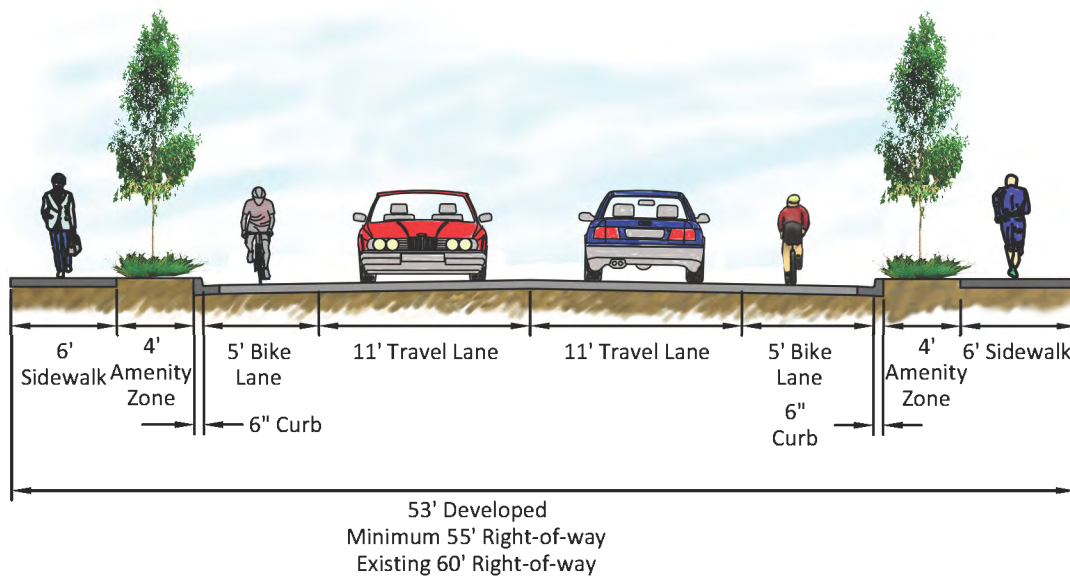 6'
Sidewalk
4'
Amenity
Zone
5' Bike
Lane
11' Travel Lane
11' Travel Lane
5' Bike
Lane
4'
Amenity
Zone
6' Sidewalk
6" Curb
6"
Curb
53' Developed
Minimum 55' Right-of-way
Existing 60' Right-of-way